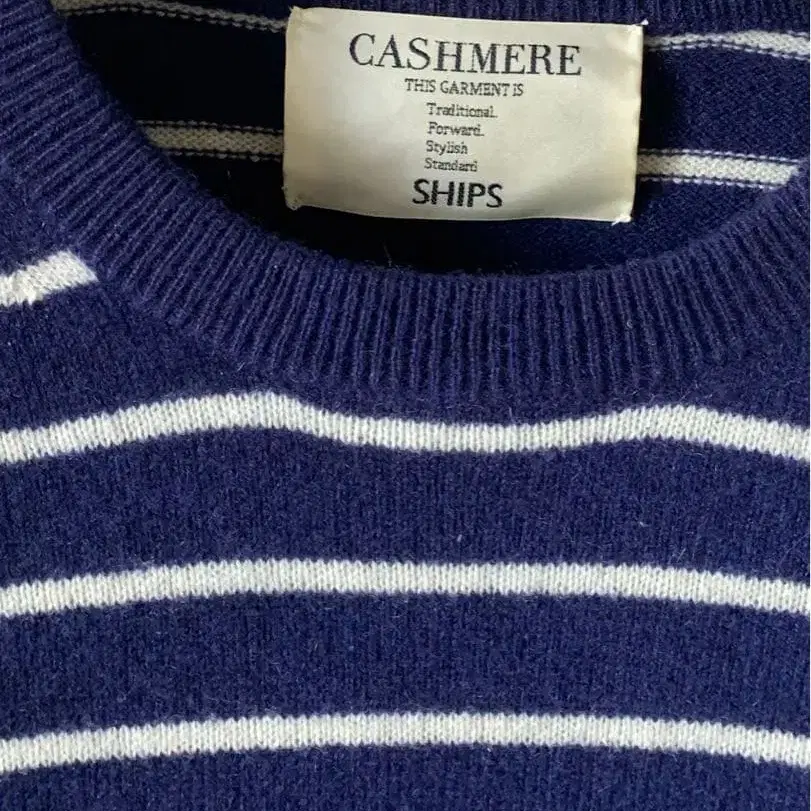 CASHMERE
THIS GARMENT IS
Traditional.
Forward.
Stylish
Standard
SHIPS